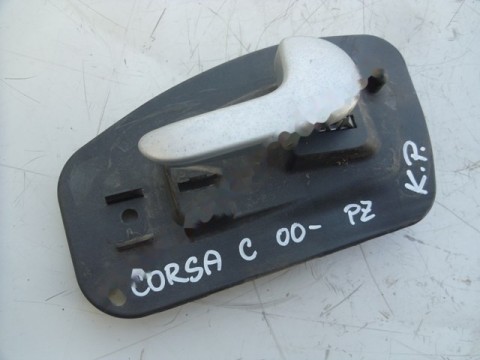 CORSA C 00- PZ
K.P.